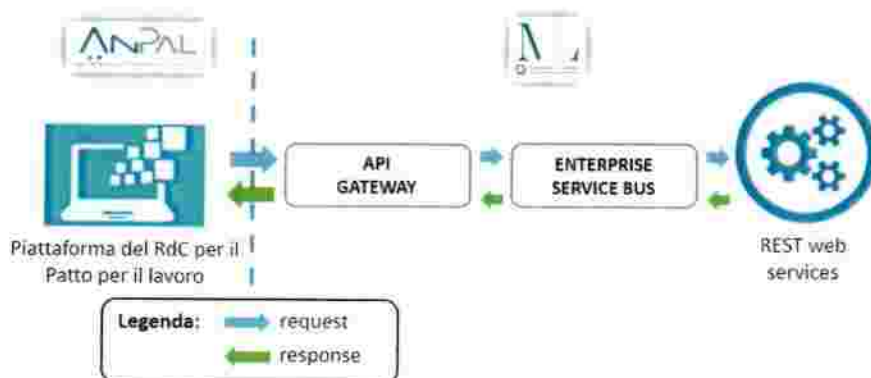 ANPAL
API
GATEWAY
ENTERPRISE
SERVICE BUS
Piattaforma del RdC per il
Patto per il lavoro
REST web
services
Legenda:
request
response